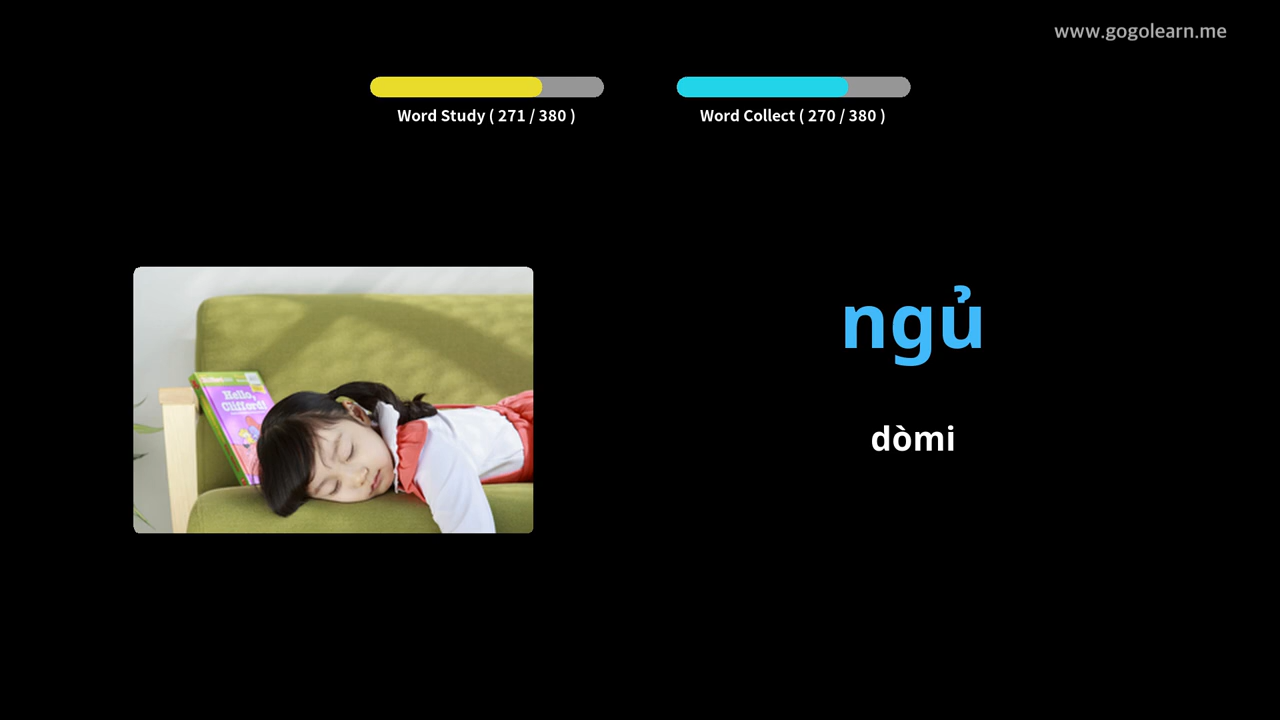 www.gogolearn.me
Word Study ( 271 / 380 )
Word Collect ( 270 / 380 )
Hello,
Clifford!
ngủ
dòmi